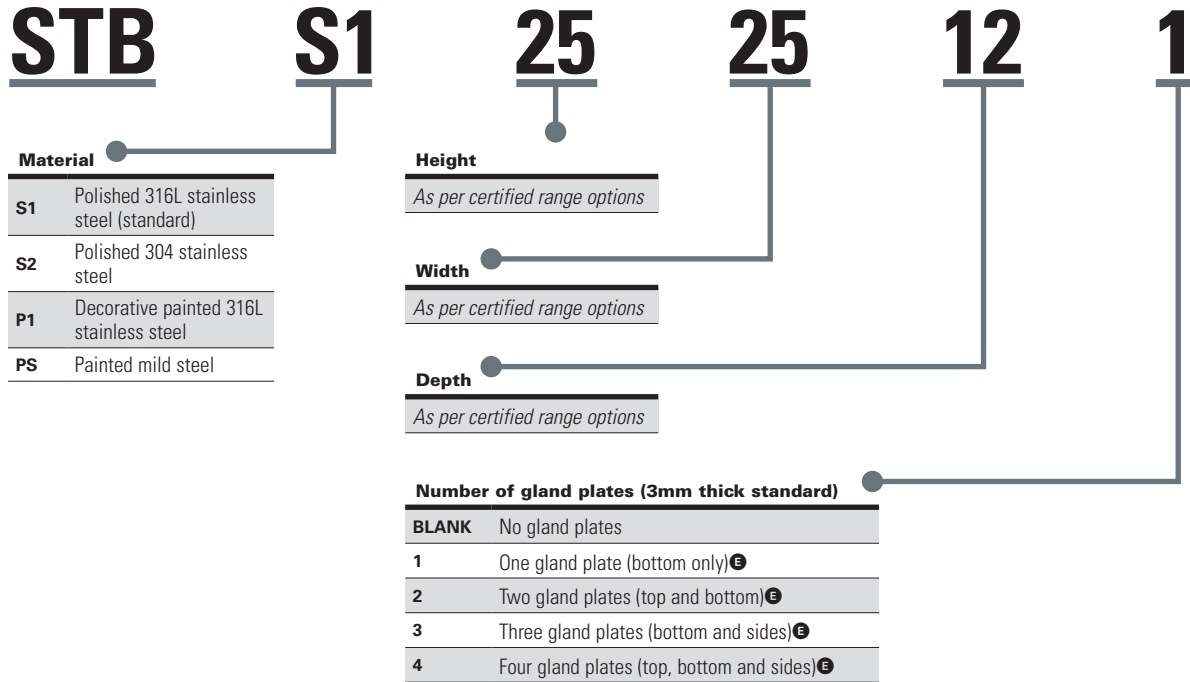 STB S1 25 25 12 1
Material
S1 Polished 316L stainless
steel (standard)
S2 Polished 304 stainless
steel
P1 Decorative painted 316L
stainless steel
PS Painted mild steel
Height
As per certified range options
Width
As per certified range options
Depth
As per certified range options
Number of gland plates (3mm thick standard)
BLANK No gland plates
1 One gland plate (bottom only) E
2 Two gland plates (top and bottom) E
3 Three gland plates (bottom and sides) E
4 Four gland plates (top, bottom and sides) E